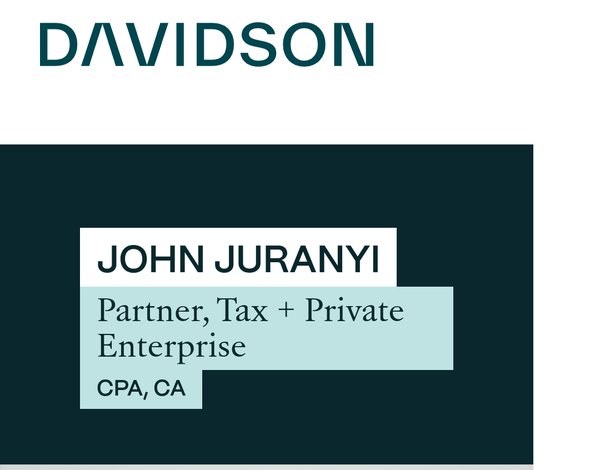 DAVIDSON
JOHN JURANYI
Partner, Tax + Private
Enterprise
CPA, CA